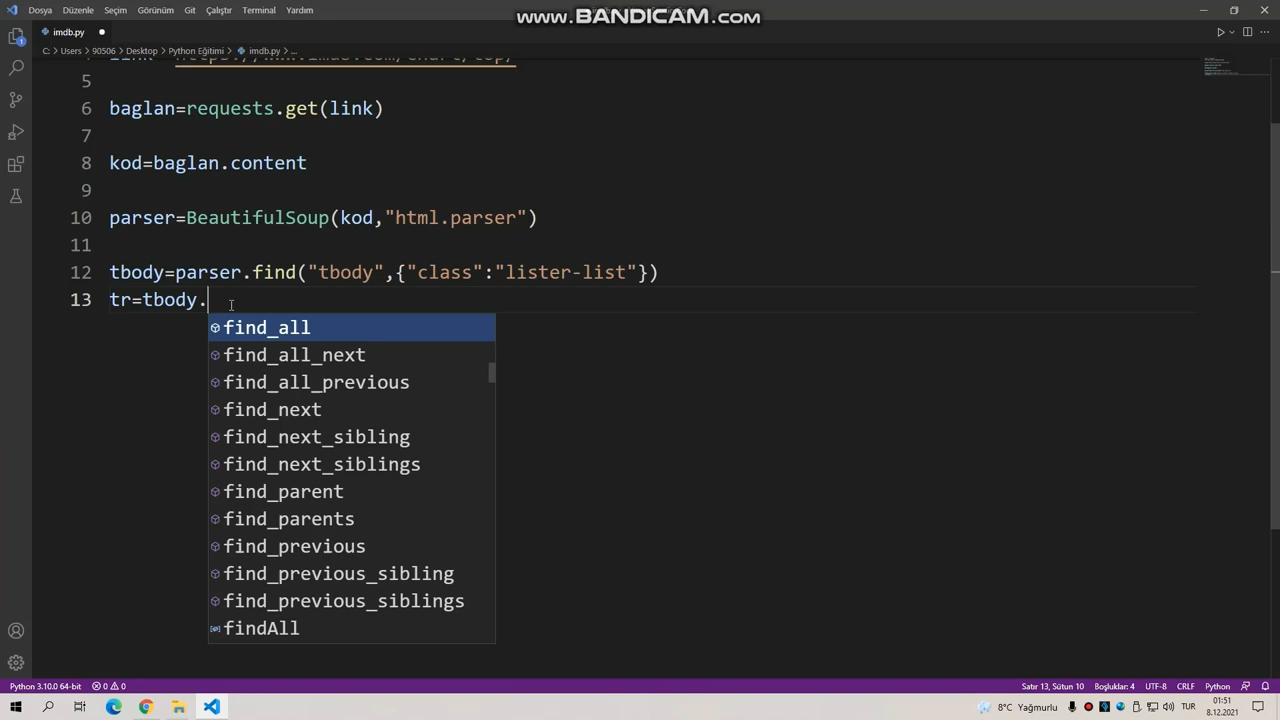 Dosya Düzenle Seçim Görünüm Git Çalıştır Terminal Yardım
www.BANDICAM.com
imdb.py
C: > Users > 90506 > Desktop > Python Eğitimi > imdb.py > ...
5
6 baglan=requests.get(link)
7
8 kod=baglan.content
9
10 parser=BeautifulSoup(kod,"html.parser")
11
12 tbody=parser.find("tbody",{"class":"lister-list"})
13 tr=tbody.
find_all
find_all_next
find_all_previous
find_next
find_next_sibling
find_next_siblings
find_parent
find_parents
find_previous
find_previous_sibling
find_previous_siblings
findAll
Python 3.10.0 64-bit 0 0 Satır 13, Sütun 10 Boşluklar: 4 UTF-8 CRLF Python
8°C Yağmurlu TUR 01:51
8.12.2021